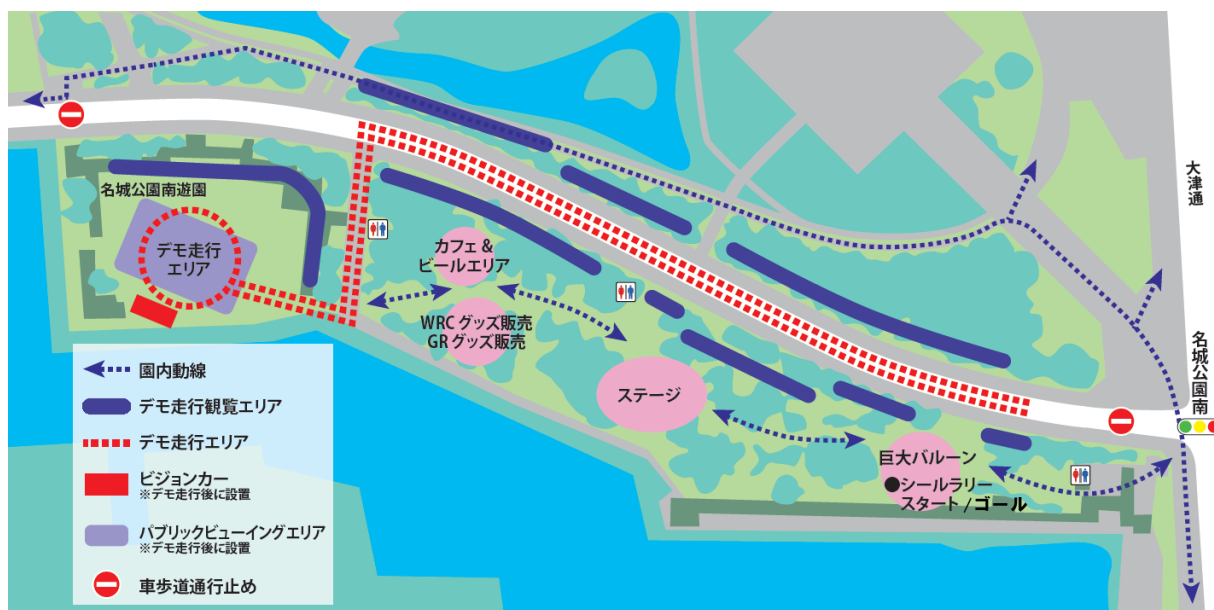 大津通
名城公園南遊園
デモ走行
エリア
カフェ &
ビールエリア
WRC グッズ販売
GR グッズ販売
ステージ
名城公園南
巨大バルーン
●シールラリー
スタート / ゴール
園内動線
デモ走行観覧エリア
デモ走行エリア
ビジョンカー
※デモ走行後に設置
パブリックビューイングエリア
※デモ走行後に設置
車歩道通行止め